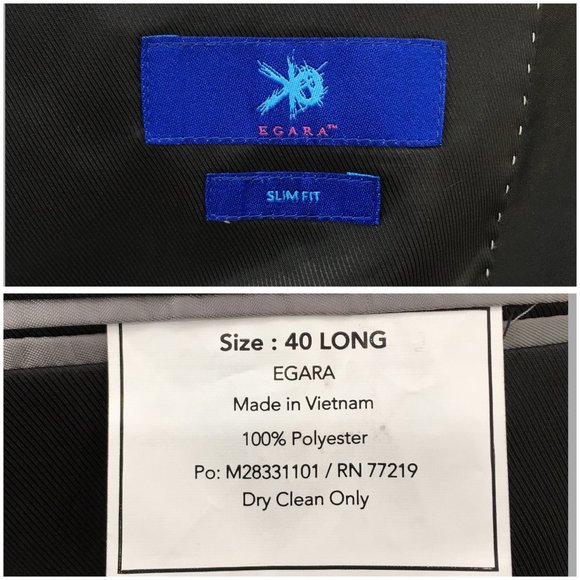 EGARA™
SLIM FIT
Size : 40 LONG
EGARA
Made in Vietnam
100% Polyester
Po: M28331101 / RN 77219
Dry Clean Only